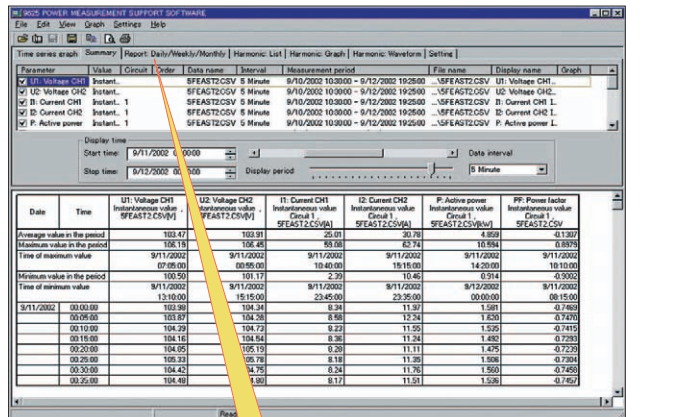 9625 POWER MEASUREMENT SUPPORT SOFTWARE
File Edit View Graph Settings Help
Time series graph Summary Report: Daily/Weekly/Monthly Harmonic: List Harmonic: Graph Harmonic: Waveform Setting
Parameter Value Circuit Order Data name Interval Measurement period File name Display name Graph
U1: Voltage CH1 Instant... 5FEAST2.CSV 5 Minute 9/10/2002 10:30:00 - 9/12/2002 19:25:00 ...\5FEAST2.CSV U1: Voltage CH1...
U2: Voltage CH2 Instant... 5FEAST2.CSV 5 Minute 9/10/2002 10:30:00 - 9/12/2002 19:25:00 ...\5FEAST2.CSV U2: Voltage CH2...
I1: Current CH1 Instant... 1 5FEAST2.CSV 5 Minute 9/10/2002 10:30:00 - 9/12/2002 19:25:00 ...\5FEAST2.CSV I1: Current CH1 I...
I2: Current CH2 Instant... 1 5FEAST2.CSV 5 Minute 9/10/2002 10:30:00 - 9/12/2002 19:25:00 ...\5FEAST2.CSV I2: Current CH2 I...
P: Active power Instant... 1 5FEAST2.CSV 5 Minute 9/10/2002 10:30:00 - 9/12/2002 19:25:00 ...\5FEAST2.CSV P: Active power I...
Display time
Start time: 9/11/2002 00:00 Data interval
Stop time: 9/12/2002 00:00 Display period 5 Minute
Date Time U1: Voltage CH1 Instantaneous value , 5FEAST2.CSV[V] U2: Voltage CH2 Instantaneous value , 5FEAST2.CSV[V] I1: Current CH1 Instantaneous value Circuit 1 , 5FEAST2.CSV[A] I2: Current CH2 Instantaneous value Circuit 1 , 5FEAST2.CSV[A] P: Active power Instantaneous value Circuit 1 , 5FEAST2.CSV[kW] PF: Power factor Instantaneous value Circuit 1 , 5FEAST2.CSV
Average value in the period 103.47 103.91 25.01 30.78 4.859 -0.1307
Maximum value in the period 106.19 106.45 59.08 62.74 10.594 0.8979
Time of maximum value 9/11/2002 9/11/2002 9/11/2002 9/11/2002 9/11/2002 9/11/2002
07:05:00 00:55:00 10:40:00 15:15:00 14:20:00 10:10:00
Minimum value in the period 100.50 101.17 2.39 10.46 0.914 -0.9002
Time of minimum value 9/11/2002 9/11/2002 9/11/2002 9/11/2002 9/12/2002 9/11/2002
13:10:00 15:15:00 23:45:00 23:35:00 00:00:00 08:15:00
9/11/2002 00:00:00 103.98 104.34 8.34 11.97 1.581 -0.7469
00:05:00 103.87 104.28 8.58 12.24 1.620 -0.7470
00:10:00 104.39 104.73 8.23 11.55 1.535 -0.7415
00:15:00 104.16 104.54 8.36 11.24 1.492 -0.7293
00:20:00 104.85 105.19 8.20 11.11 1.475 -0.7239
00:25:00 105.33 105.78 8.18 11.35 1.506 -0.7304
00:30:00 104.42 104.75 8.24 11.76 1.560 -0.7458
00:35:00 104.48 104.80 8.17 11.51 1.536 -0.7457
Read